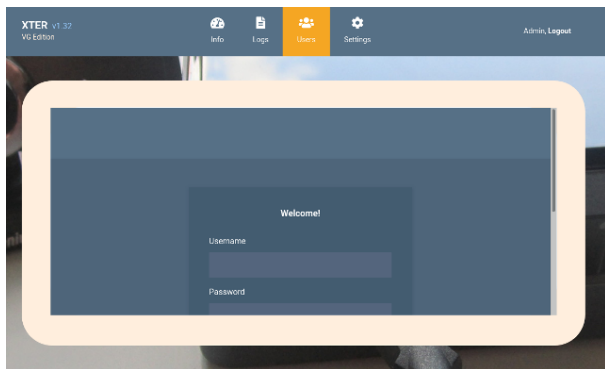 XTER v1.32
VG Edition
Info
Logs
Users
Settings
Admin, Logout
Welcome!
Username
Password